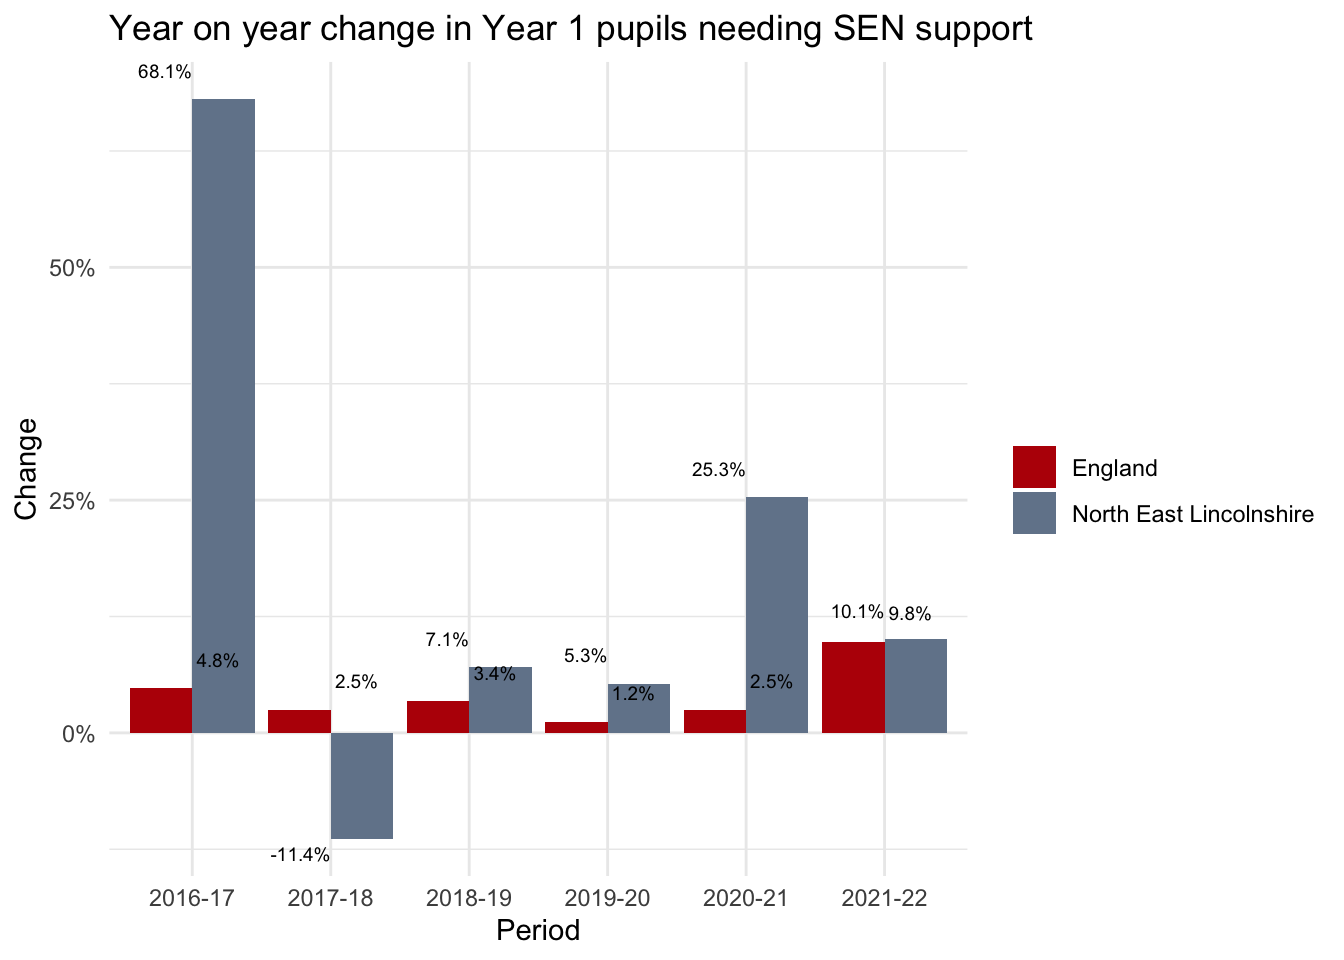 Year on year change in Year 1 pupils needing SEN support
68.1%
50%
Change
England
25.3%
25%
North East Lincolnshire
10.1% 9.8%
7.1%
5.3%
4.8%
3.4%
2.5%
2.5%
1.2%
0%
-11.4%
2016-17 2017-18 2018-19 2019-20 2020-21 2021-22
Period